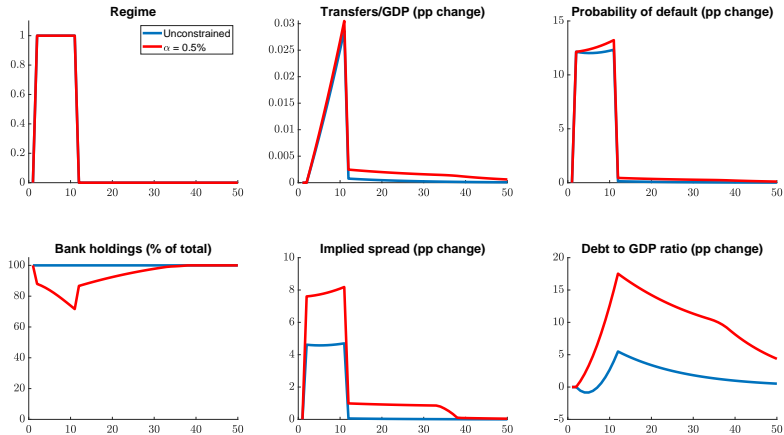 Regime
Transfers/GDP (pp change)
Probability of default (pp change)
Unconstrained
α = 0.5%
1
0.8
0.6
0.4
0.2
0
0 10 20 30 40 50
0.03
0.025
0.02
0.015
0.01
0.005
0
0 10 20 30 40 50
15
10
5
0
0 10 20 30 40 50
Bank holdings (% of total)
Implied spread (pp change)
Debt to GDP ratio (pp change)
100
80
60
40
20
0
0 10 20 30 40 50
10
8
6
4
2
0
0 10 20 30 40 50
20
15
10
5
0
-5
0 10 20 30 40 50